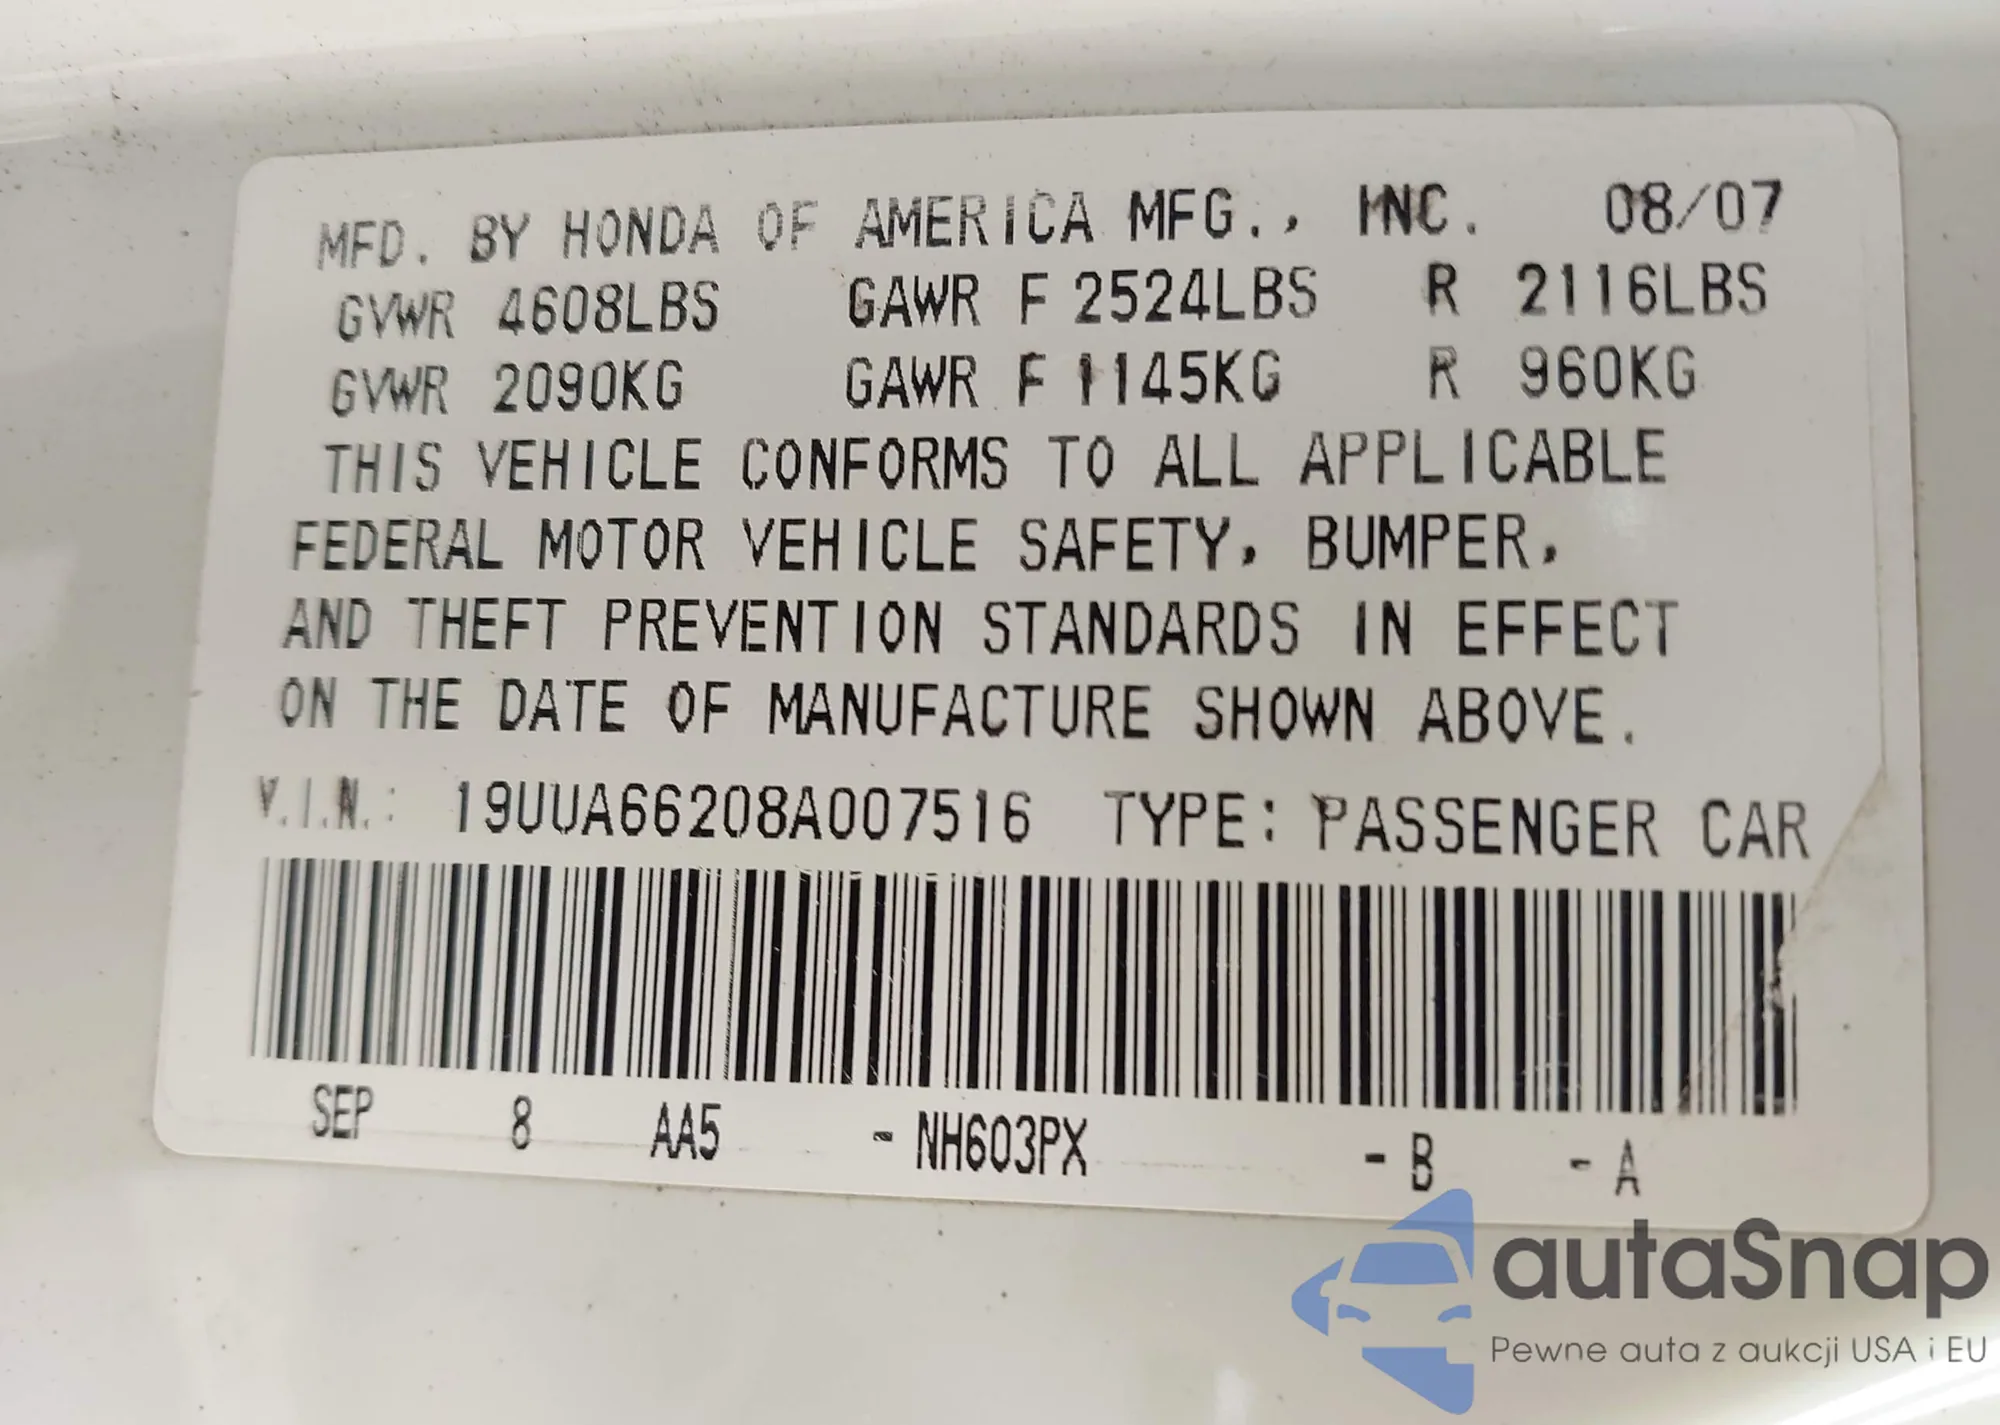 MFD. BY HONDA OF AMERICA MFG., INC. 08/07
GVWR 4608LBS GAWR F 2524LBS R 2116LBS
GVWR 2090KG GAWR F 1145KG R 960KG
THIS VEHICLE CONFORMS TO ALL APPLICABLE
FEDERAL MOTOR VEHICLE SAFETY, BUMPER,
AND THEFT PREVENTION STANDARDS IN EFFECT
ON THE DATE OF MANUFACTURE SHOWN ABOVE.
V.I.N.: 19UUA66208A007516 TYPE: PASSENGER CAR
SEP 8 AA5 - NH603PX - B - A
autaSnap
Pewne auta z aukcji USA i EU